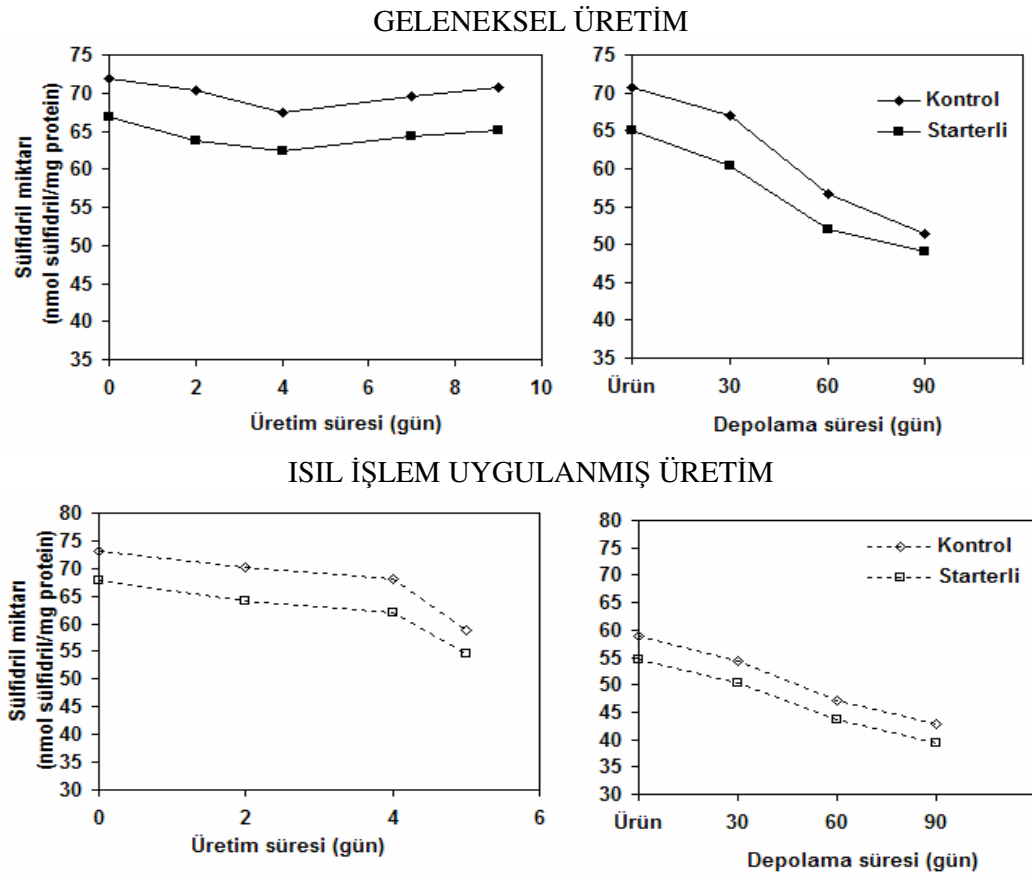 GELENEKSEL ÜRETİM
Sülfidril miktarı
(nmol sülfidril/mg protein)
75
70
65
60
55
50
45
40
35
0 2 4 6 8 10
Üretim süresi (gün)
75
70
65
60
55
50
45
40
35
Kontrol
Starterli
Ürün 30 60 90
Depolama süresi (gün)
ISIL İŞLEM UYGULANMIŞ ÜRETİM
Sülfidril miktarı
(nmol sülfidril/mg protein)
80
75
70
65
60
55
50
45
40
35
30
0 2 4 6
Üretim süresi (gün)
80
75
70
65
60
55
50
45
40
35
30
Kontrol
Starterli
Ürün 30 60 90
Depolama süresi (gün)